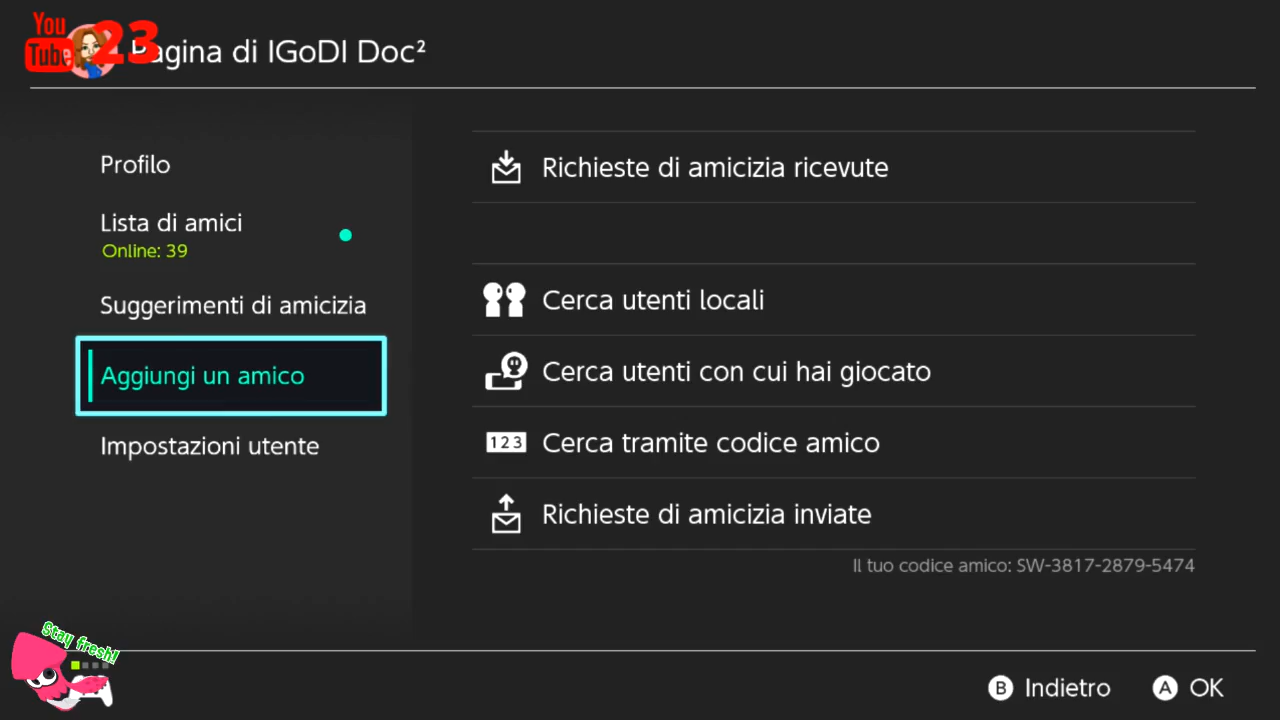 You
Tube 23 Pagina di IGoDI Doc²
Profilo
Lista di amici
Online: 39
Suggerimenti di amicizia
Aggiungi un amico
Impostazioni utente
Richieste di amicizia ricevute
Cerca utenti locali
Cerca utenti con cui hai giocato
123 Cerca tramite codice amico
Richieste di amicizia inviate
Il tuo codice amico: SW-3817-2879-5474
Stay fresh!
B Indietro A OK